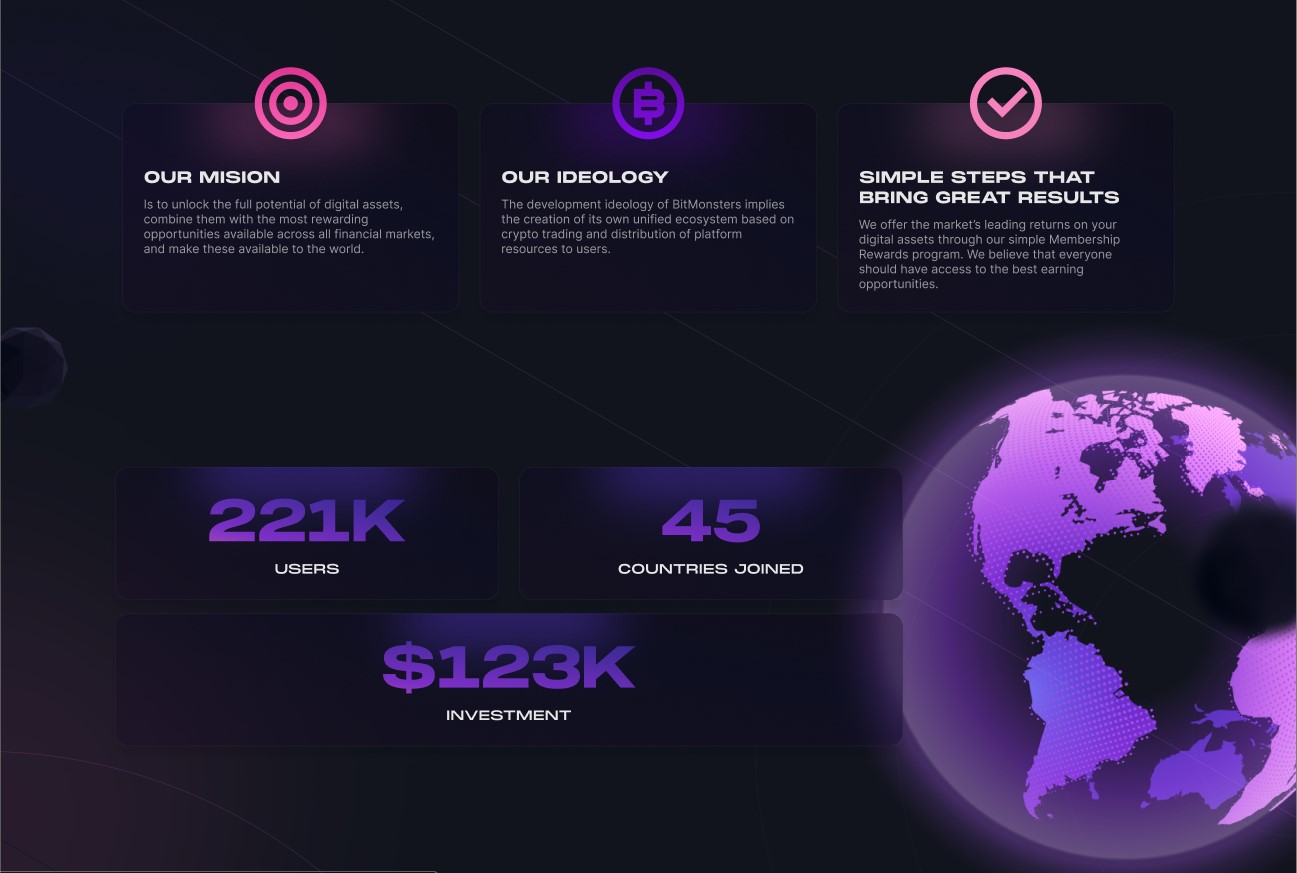 OUR MISION
Is to unlock the full potential of digital assets,
combine them with the most rewarding
opportunities available across all financial markets,
and make these available to the world.
OUR IDEOLOGY
The development ideology of BitMonsters implies
the creation of its own unified ecosystem based on
crypto trading and distribution of platform
resources to users.
SIMPLE STEPS THAT
BRING GREAT RESULTS
We offer the market’s leading returns on your
digital assets through our simple Membership
Rewards program. We believe that everyone
should have access to the best earning
opportunities.
221K
USERS
45
COUNTRIES JOINED
$123K
INVESTMENT